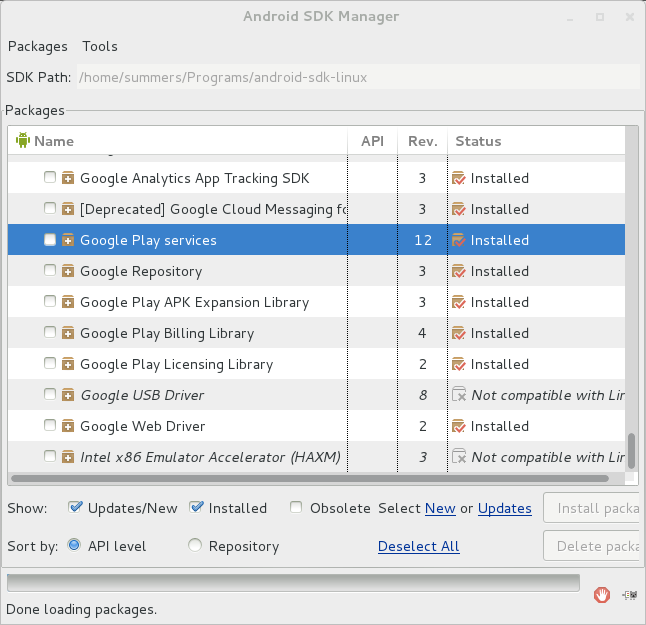 Android SDK Manager
Packages Tools
SDK Path: /home/summers/Programs/android-sdk-linux
Packages
Name API Rev. Status
Google Analytics App Tracking SDK 3 Installed
[Deprecated] Google Cloud Messaging fo 3 Installed
Google Play services 12 Installed
Google Repository 3 Installed
Google Play APK Expansion Library 3 Installed
Google Play Billing Library 4 Installed
Google Play Licensing Library 2 Installed
Google USB Driver 8 Not compatible with Lin
Google Web Driver 2 Installed
Intel x86 Emulator Accelerator (HAXM) 3 Not compatible with Lin
Show: Updates/New Installed Obsolete Select New or Updates Install packa
Sort by: API level Repository Deselect All Delete packa
Done loading packages.